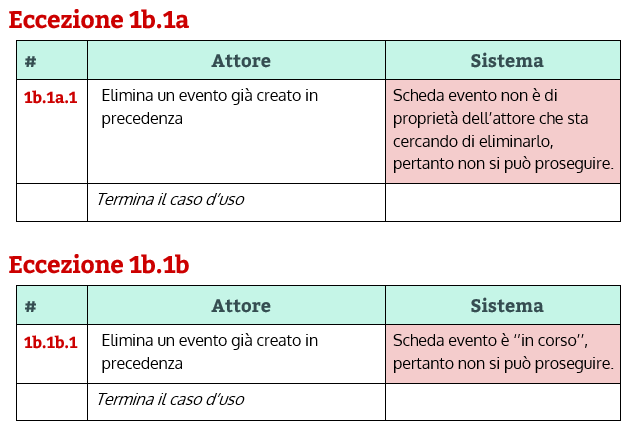 Eccezione 1b.1a
# Attore Sistema
1b.1a.1 Elimina un evento già creato in Scheda evento non è di
precedenza proprietà dell'attore che sta
cercando di eliminarlo,
pertanto non si può proseguire.
Termina il caso d'uso
Eccezione 1b.1b
# Attore Sistema
1b.1b.1 Elimina un evento già creato in Scheda evento è ''in corso'',
precedenza pertanto non si può proseguire.
Termina il caso d'uso